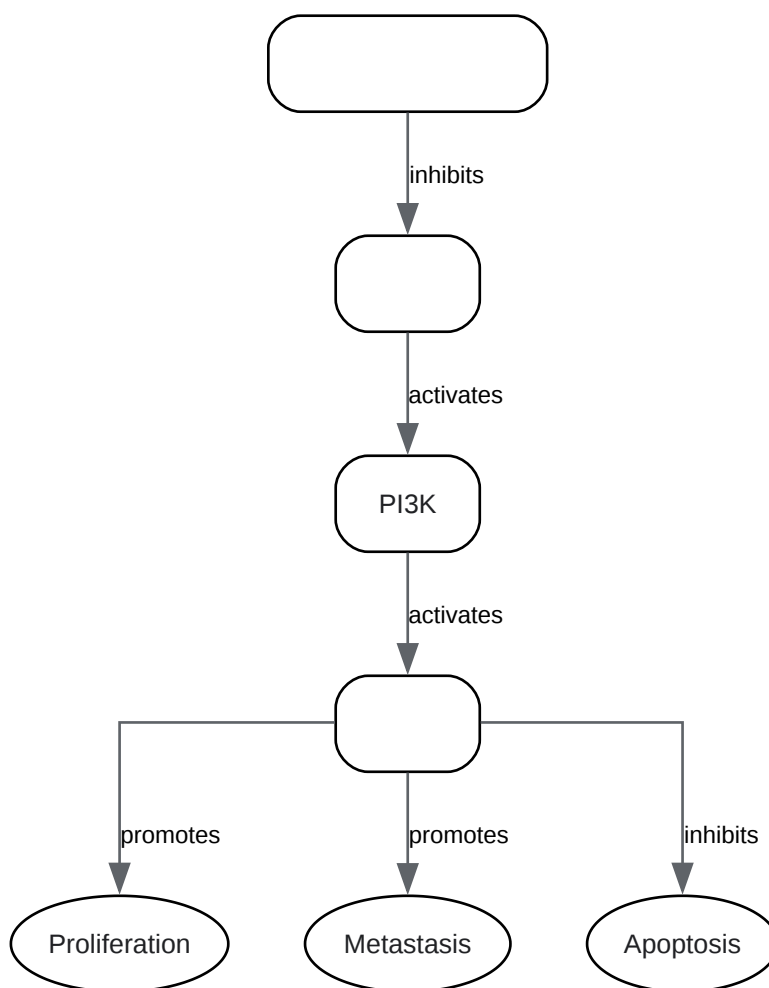 inhibits
activates
PI3K
activates
promotes
promotes
inhibits
Proliferation
Metastasis
Apoptosis